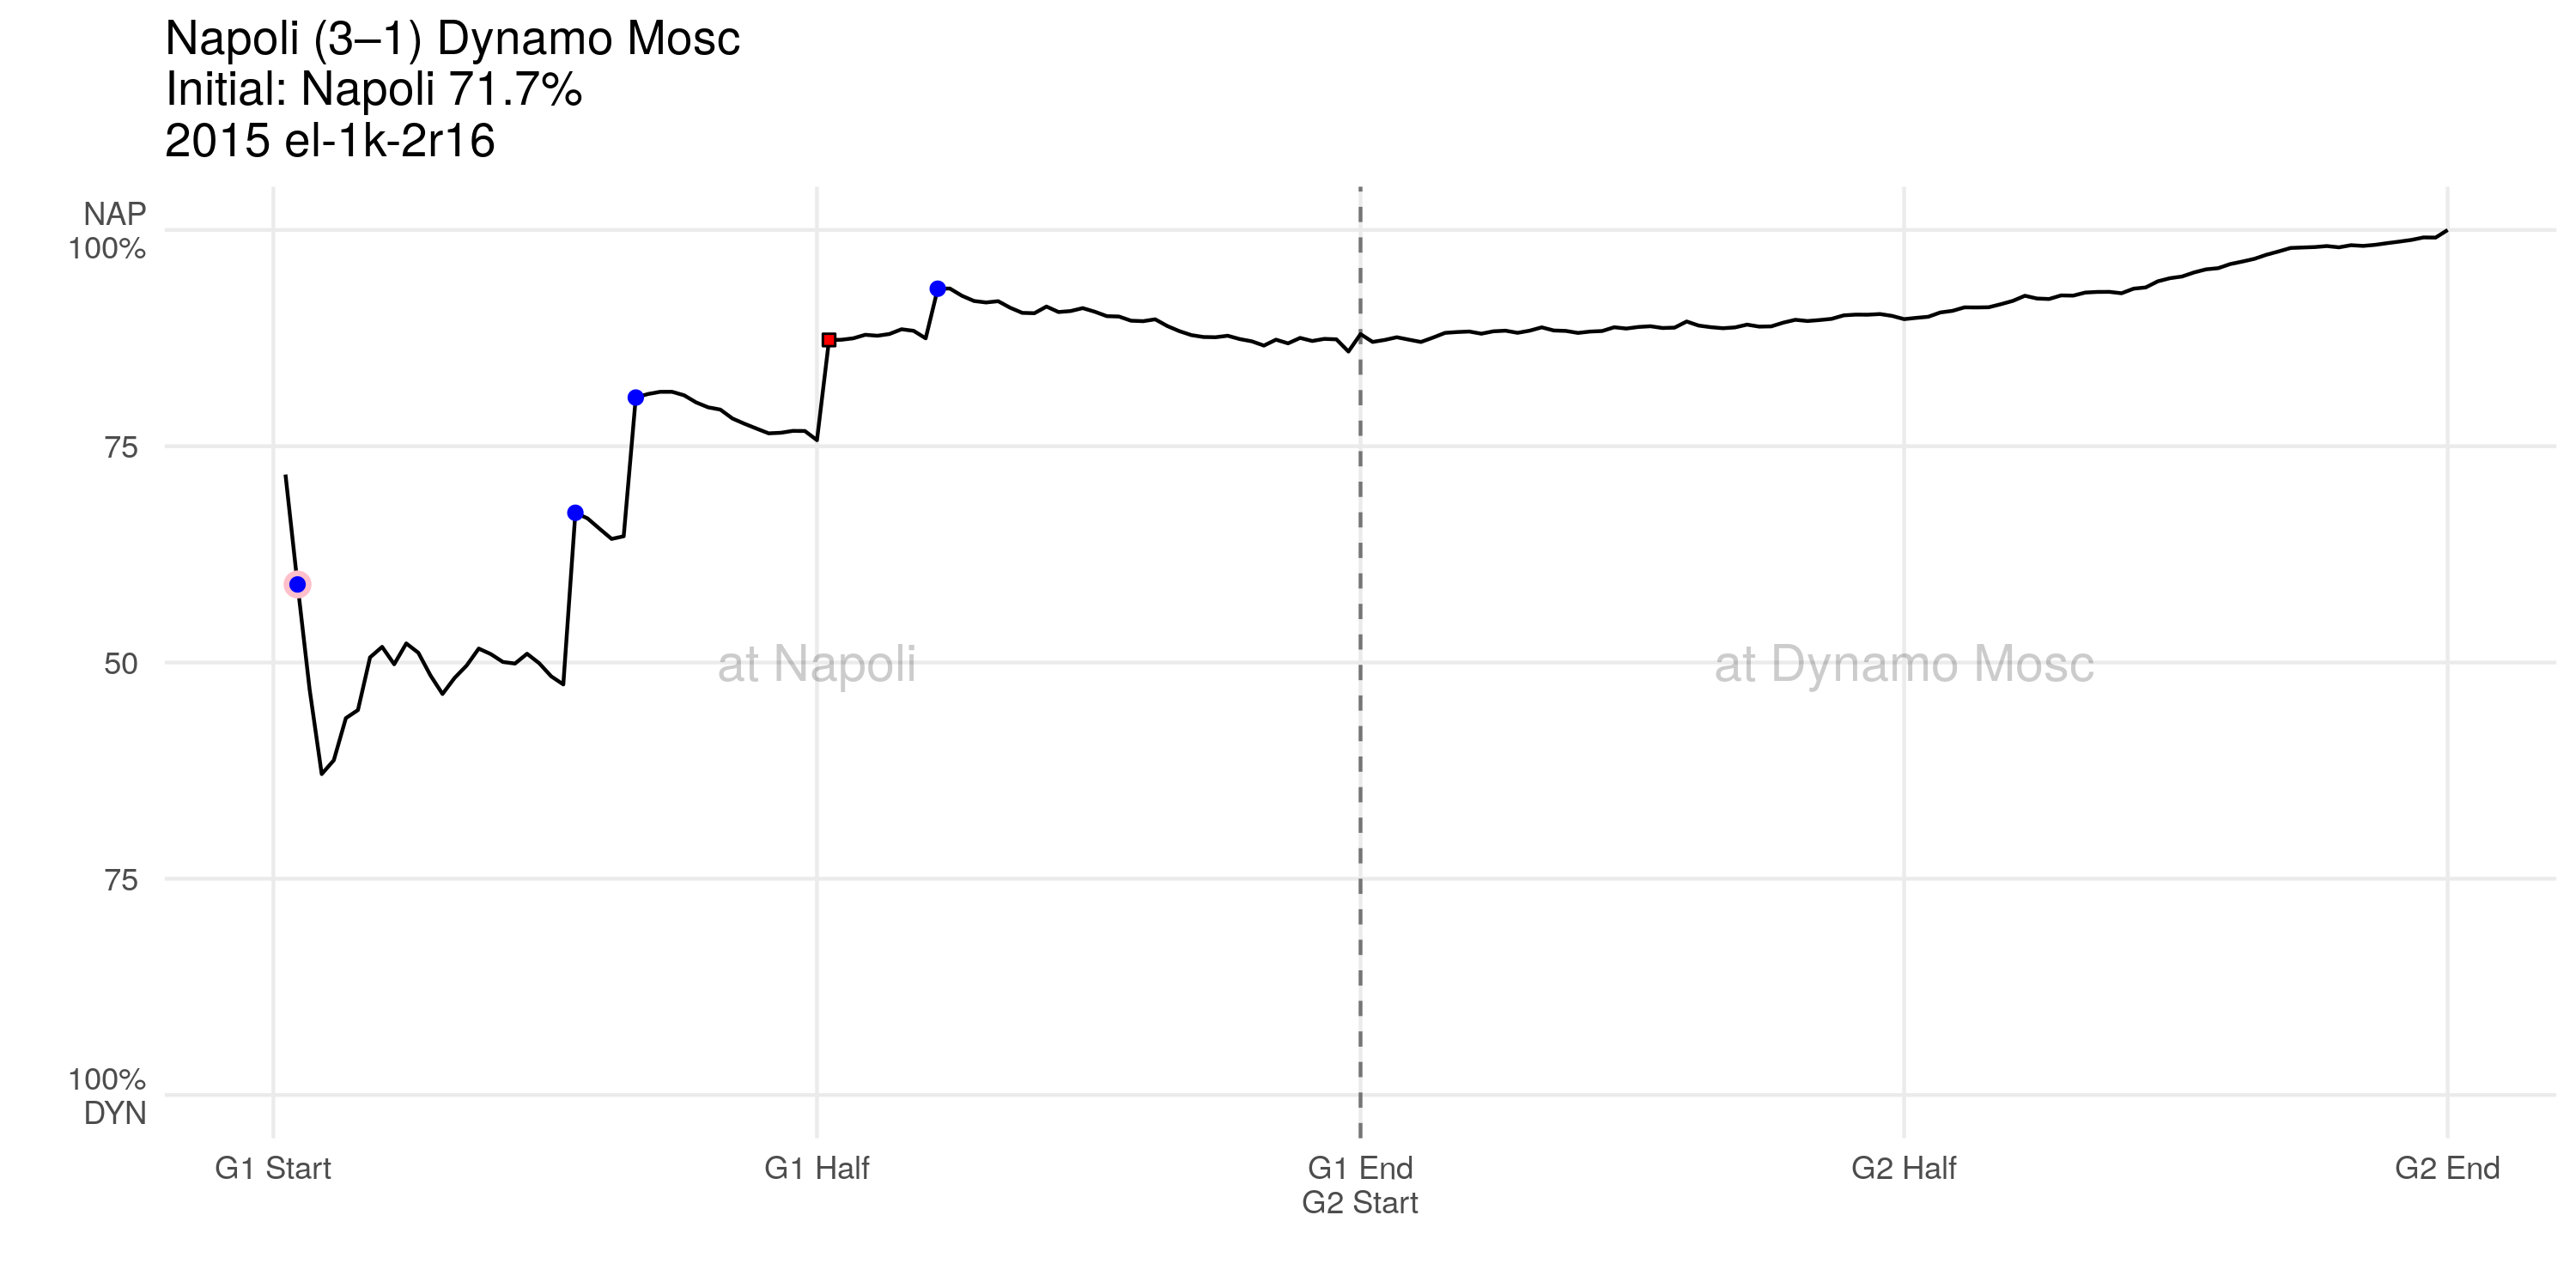 Napoli (3–1) Dynamo Mosc
Initial: Napoli 71.7%
2015 el-1k-2r16
NAP
100%
75
50
75
100%
DYN
at Napoli
at Dynamo Mosc
G1 Start
G1 Half
G1 End
G2 Start
G2 Half
G2 End